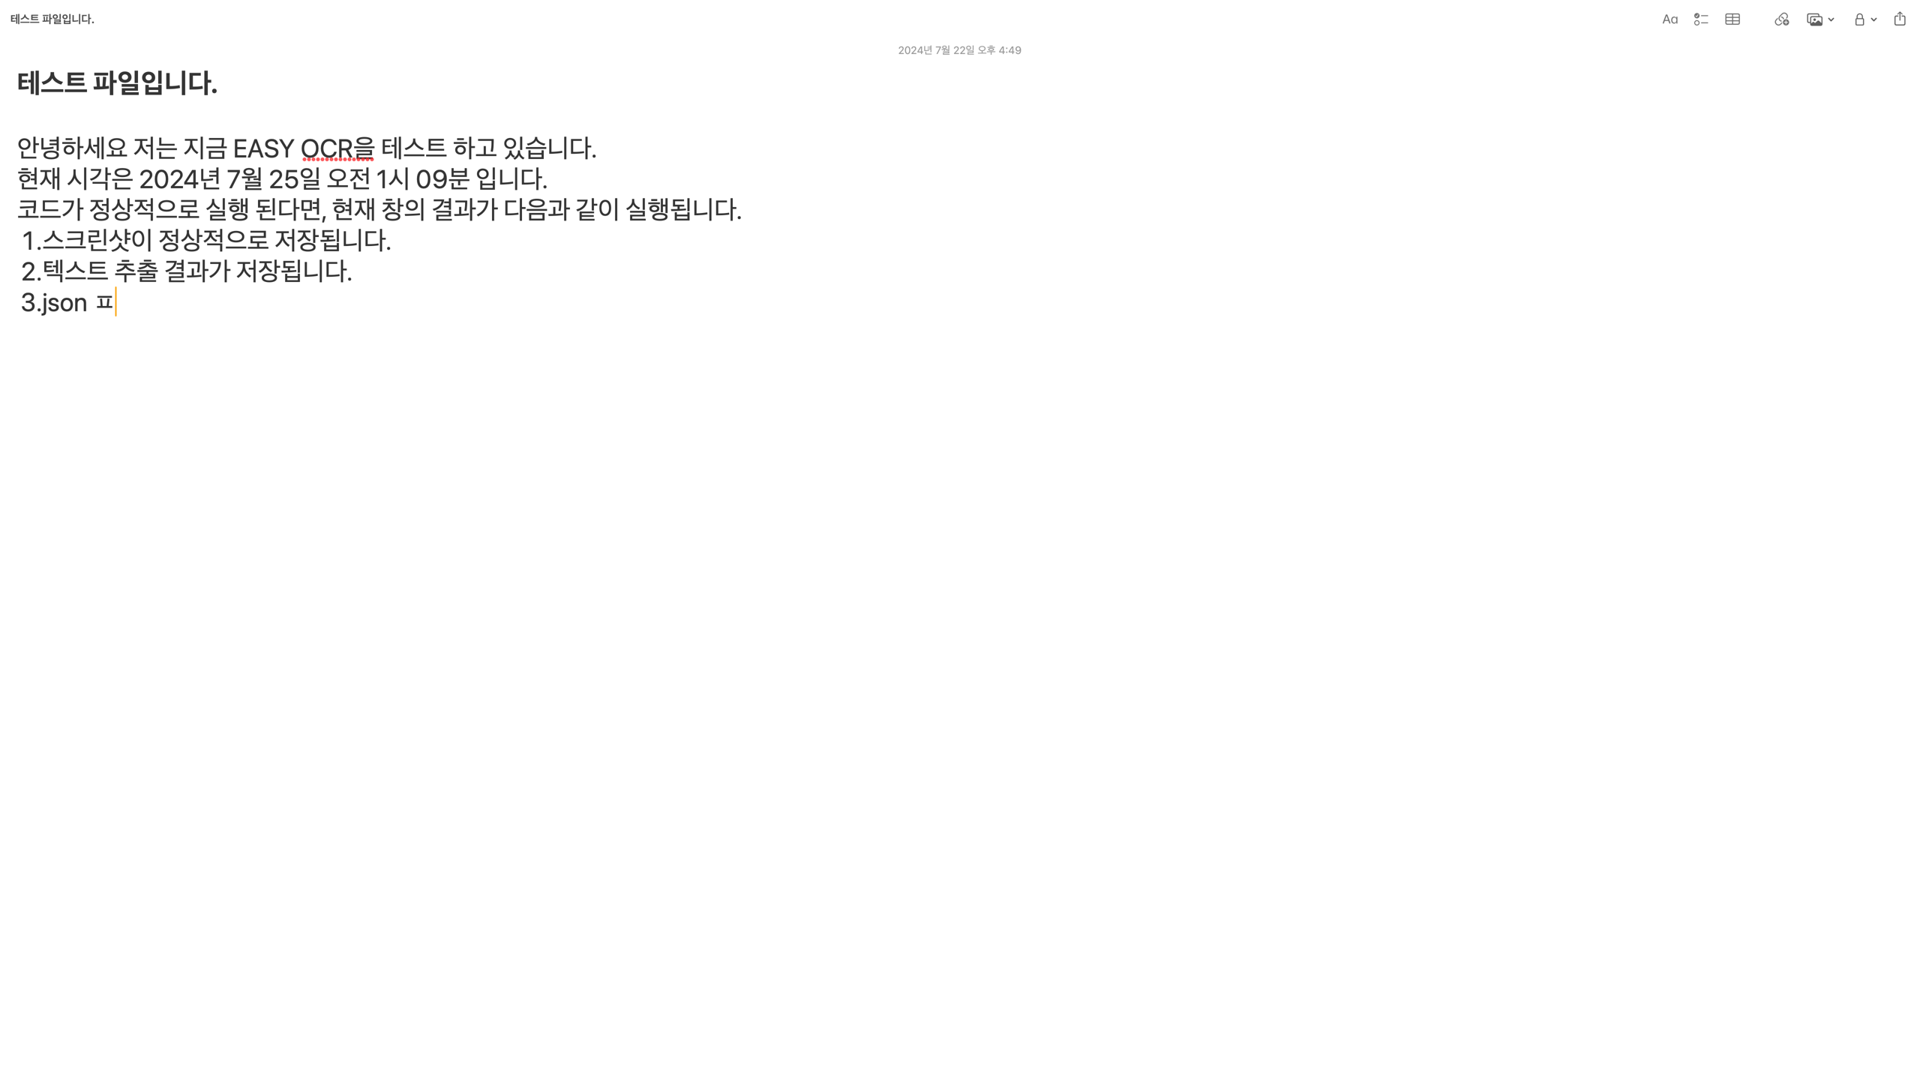 테스트 파일입니다.
Aa
2024년 7월 22일 오후 4:49
테스트 파일입니다.
안녕하세요 저는 지금 EASY OCR을 테스트 하고 있습니다.
현재 시각은 2024년 7월 25일 오전 1시 09분 입니다.
코드가 정상적으로 실행 된다면, 현재 창의 결과가 다음과 같이 실행됩니다.
1.스크린샷이 정상적으로 저장됩니다.
2.텍스트 추출 결과가 저장됩니다.
3.json ㅍ